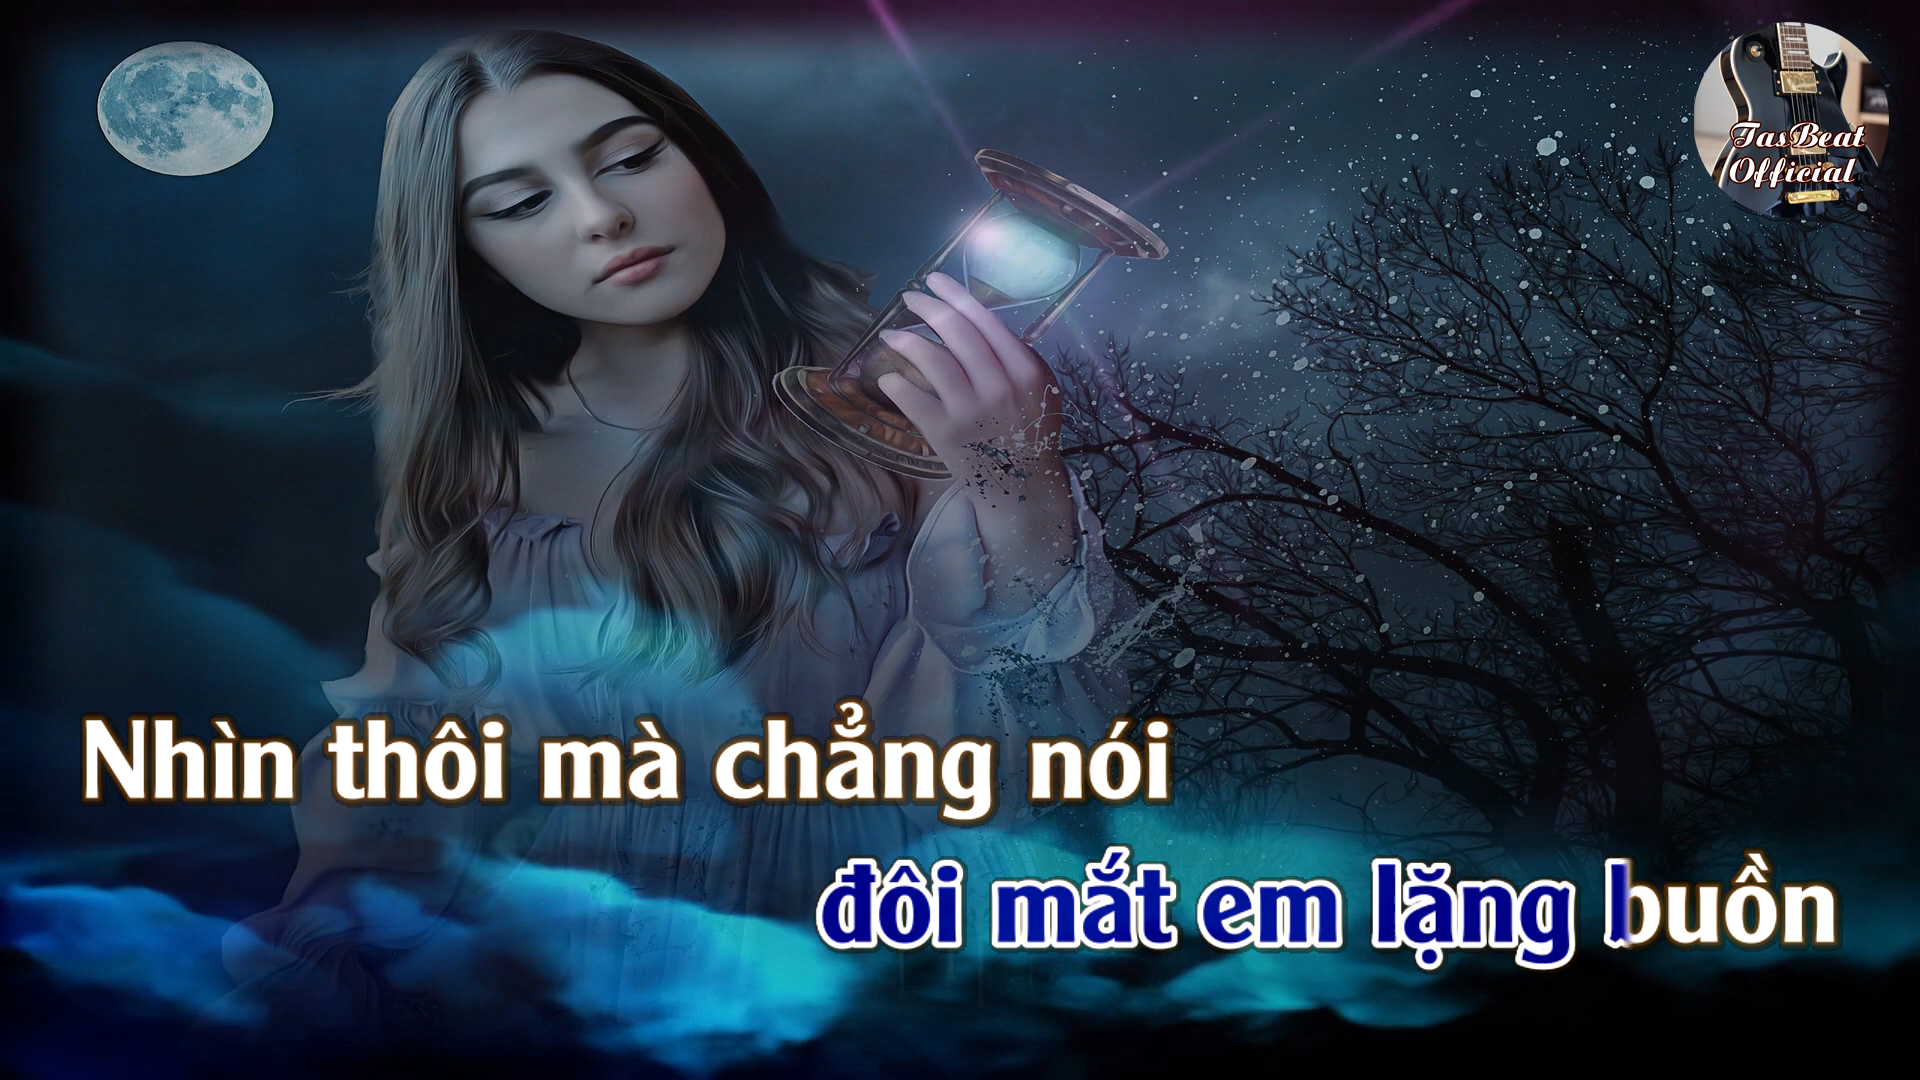 TasBeat
Official
Nhìn thôi mà chẳng nói
đôi mắt em lặng buồn